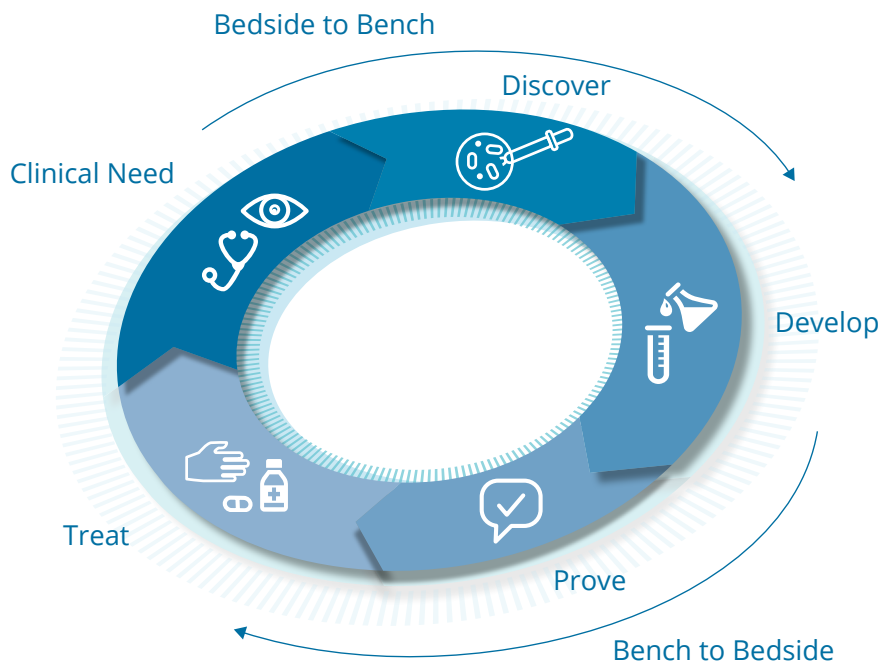 Bedside to Bench
Discover
Clinical Need
Develop
Treat
Prove
Bench to Bedside